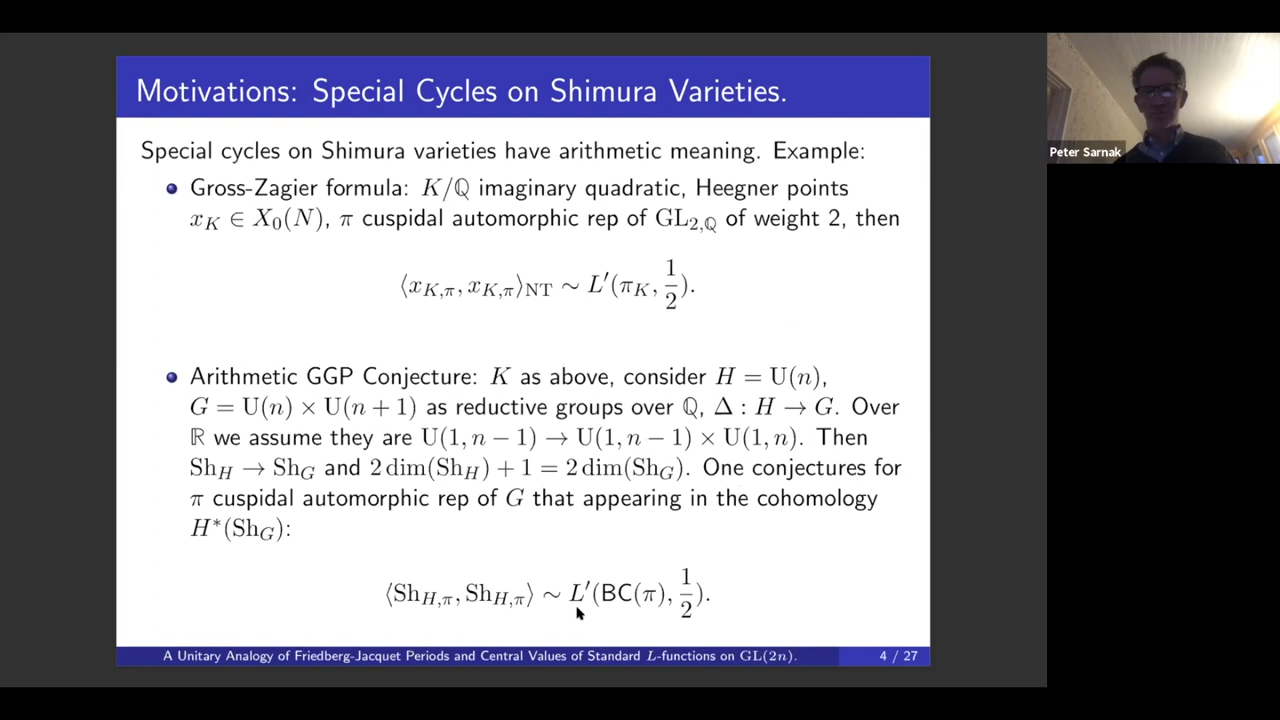 Motivations: Special Cycles on Shimura Varieties.
Special cycles on Shimura varieties have arithmetic meaning. Example:
Gross-Zagier formula: K/ℚ imaginary quadratic, Heegner points
x_K ∈ X_0(N), π cuspidal automorphic rep of GL_{2,ℚ} of weight 2, then
⟨x_{K,π}, x_{K,π}⟩_{NT} ∼ L′(π_K, 1/2).
Arithmetic GGP Conjecture: K as above, consider H = U(n),
G = U(n) × U(n + 1) as reductive groups over ℚ, Δ : H → G. Over
ℝ we assume they are U(1, n − 1) → U(1, n − 1) × U(1, n). Then
Sh_H → Sh_G and 2 dim(Sh_H) + 1 = 2 dim(Sh_G). One conjectures for
π cuspidal automorphic rep of G that appearing in the cohomology
H*(Sh_G):
⟨Sh_{H,π}, Sh_{H,π}⟩ ∼ L′(BC(π), 1/2).
A Unitary Analogy of Friedberg-Jacquet Periods and Central Values of Standard L-functions on GL(2n). 4 / 27
Peter Sarnak